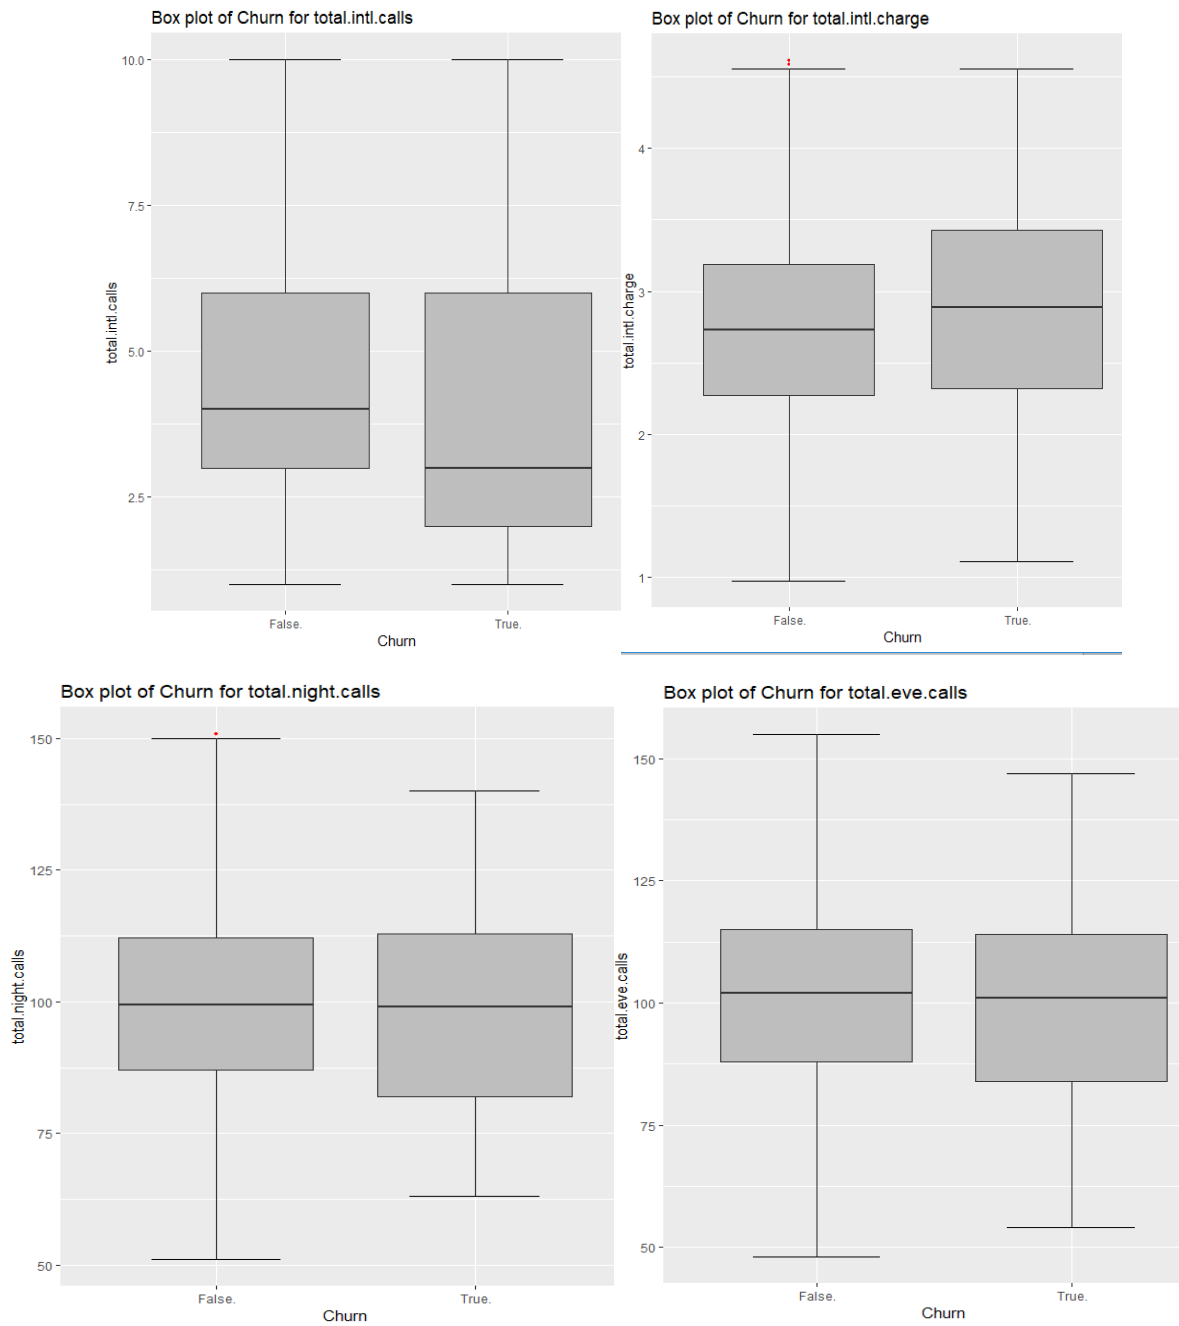 Box plot of Churn for total.intl.calls
10.0
7.5
5.0
2.5
total.intl.calls
False.
True.
Churn
Box plot of Churn for total.intl.charge
4
3
2
1
total.intl.charge
False.
True.
Churn
Box plot of Churn for total.night.calls
150
125
100
75
50
total.night.calls
False.
True.
Churn
Box plot of Churn for total.eve.calls
150
125
100
75
50
total.eve.calls
False.
True.
Churn